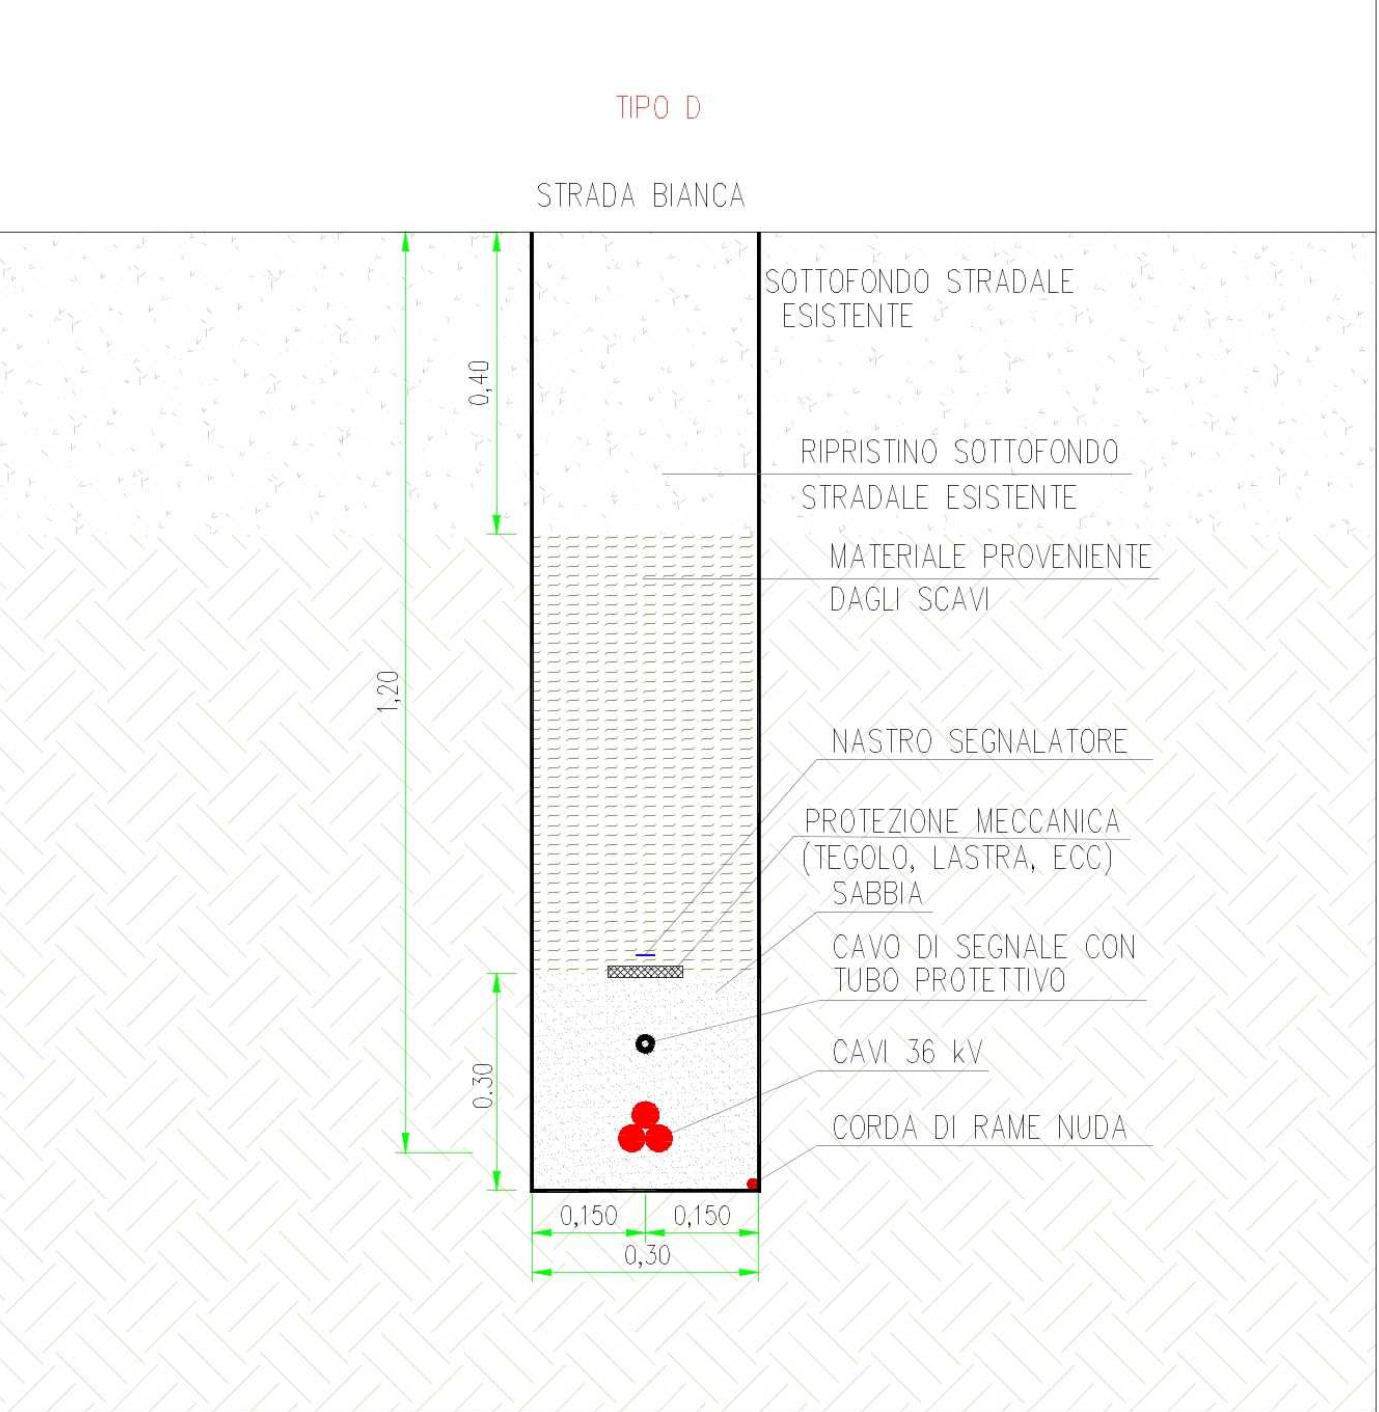 TIPO D
STRADA BIANCA
SOTTOFONDO STRADALE
ESISTENTE
0,40
RIPRISTINO SOTTOFONDO
STRADALE ESISTENTE
MATERIALE PROVENIENTE
DAGLI SCAVI
1,20
NASTRO SEGNALATORE
PROTEZIONE MECCANICA
(TEGOLO, LASTRA, ECC)
SABBIA
CAVO DI SEGNALE CON
TUBO PROTETTIVO
CAVI 36 kV
0.30
CORDA DI RAME NUDA
0,150
0,150
0,30